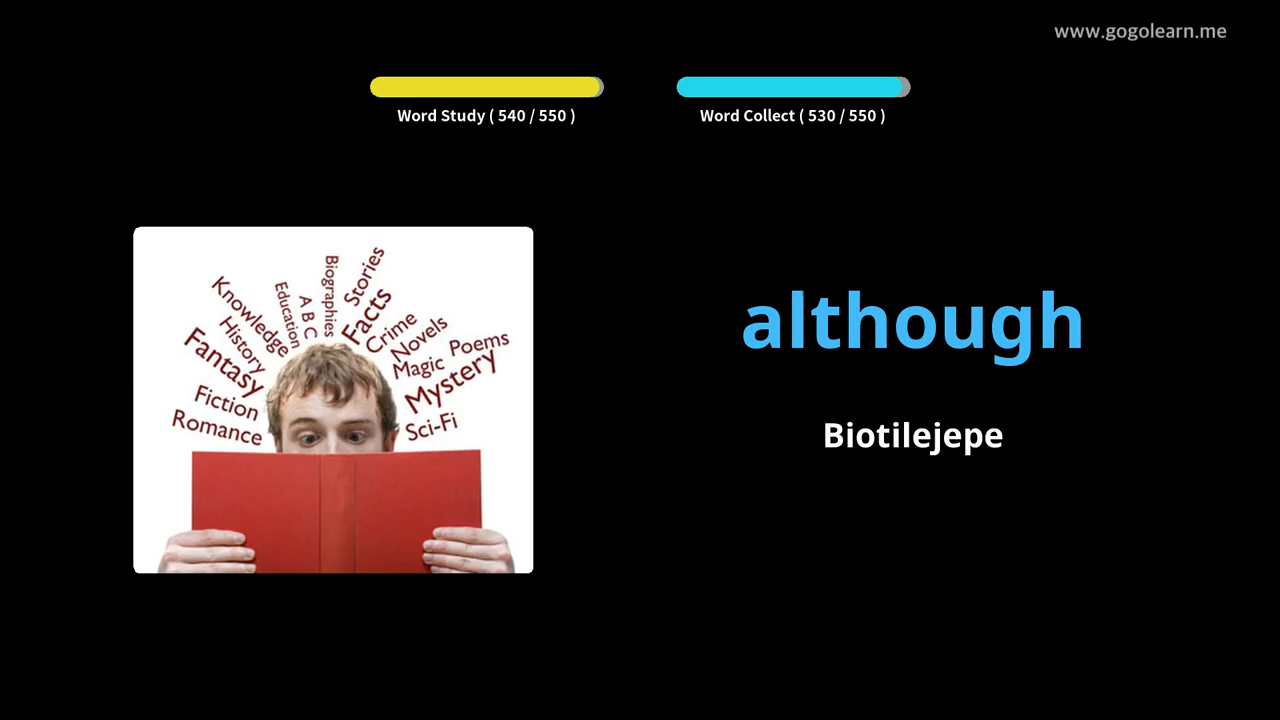 www.gogolearn.me
Word Study ( 540 / 550 )
Word Collect ( 530 / 550 )
Knowledge
Education
A B C
Biographies
Stories
History
Facts
Crime
Novels
Poems
Fantasy
Magic
Mystery
Fiction
Romance
Sci-Fi
although
Biotilejepe